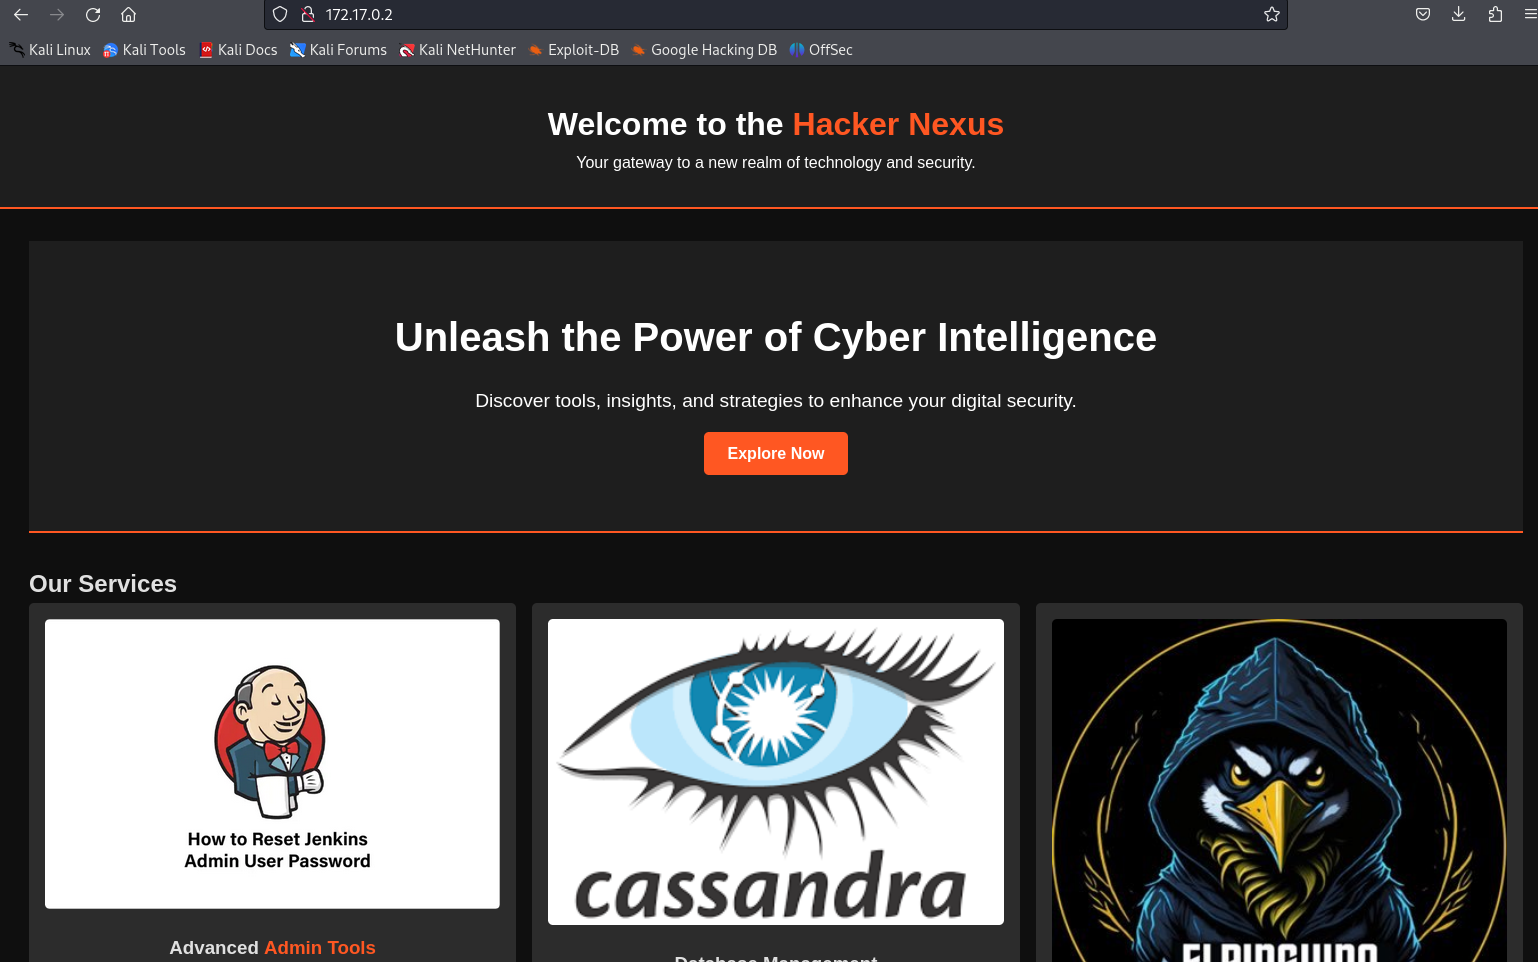 172.17.0.2
Kali Linux Kali Tools Kali Docs Kali Forums Kali NetHunter Exploit-DB Google Hacking DB OffSec
Welcome to the Hacker Nexus
Your gateway to a new realm of technology and security.
Unleash the Power of Cyber Intelligence
Discover tools, insights, and strategies to enhance your digital security.
Explore Now
Our Services
How to Reset Jenkins
Admin User Password
cassandra
ELPINGUINO
Advanced Admin Tools
Database Management